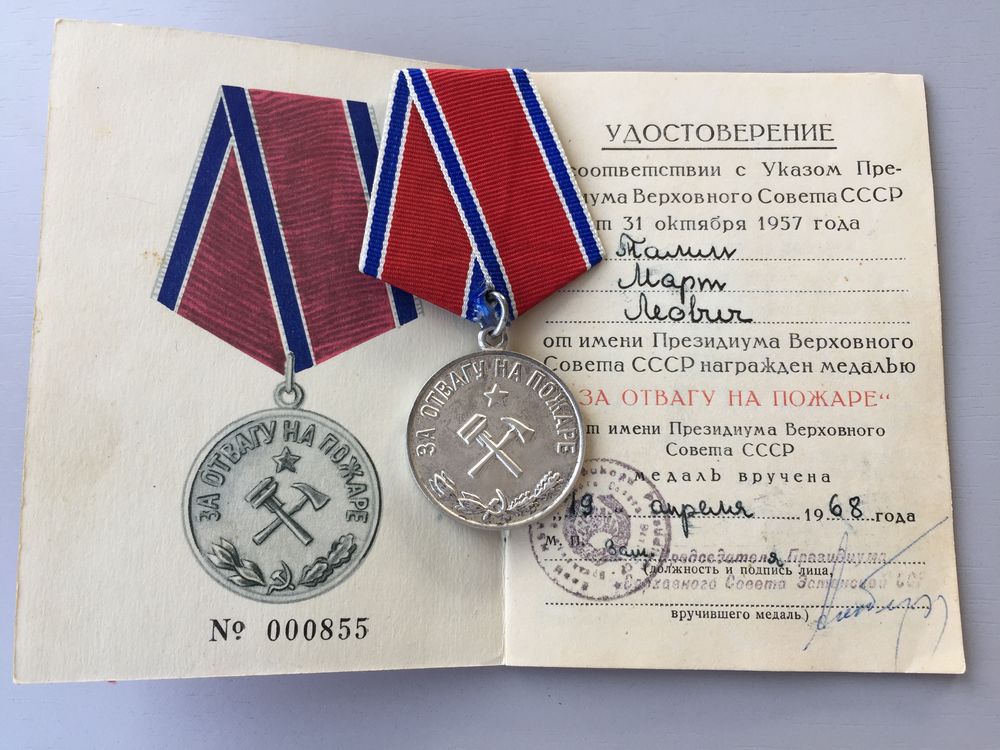 ЗА ОТВАГУ НА ПОЖАРЕ
№ 000855
ЗА ОТВАГУ НА ПОЖАРЕ
УДОСТОВЕРЕНИЕ
соответствии с Указом Пре-
иума Верховного Совета СССР
т 31 октября 1957 года
Талин
Март
Леович
от имени Президиума Верховного
Совета СССР награжден медалью
ЗА ОТВАГУ НА ПОЖАРЕ“
т имени Президиума Верховного
Совета СССР
медаль вручена
19 апреля 1968 года
М. П. Зам. Председателя Президиума
(должность и подпись лица,
Верховного Совета Эстонской ССР
вручившего медаль)